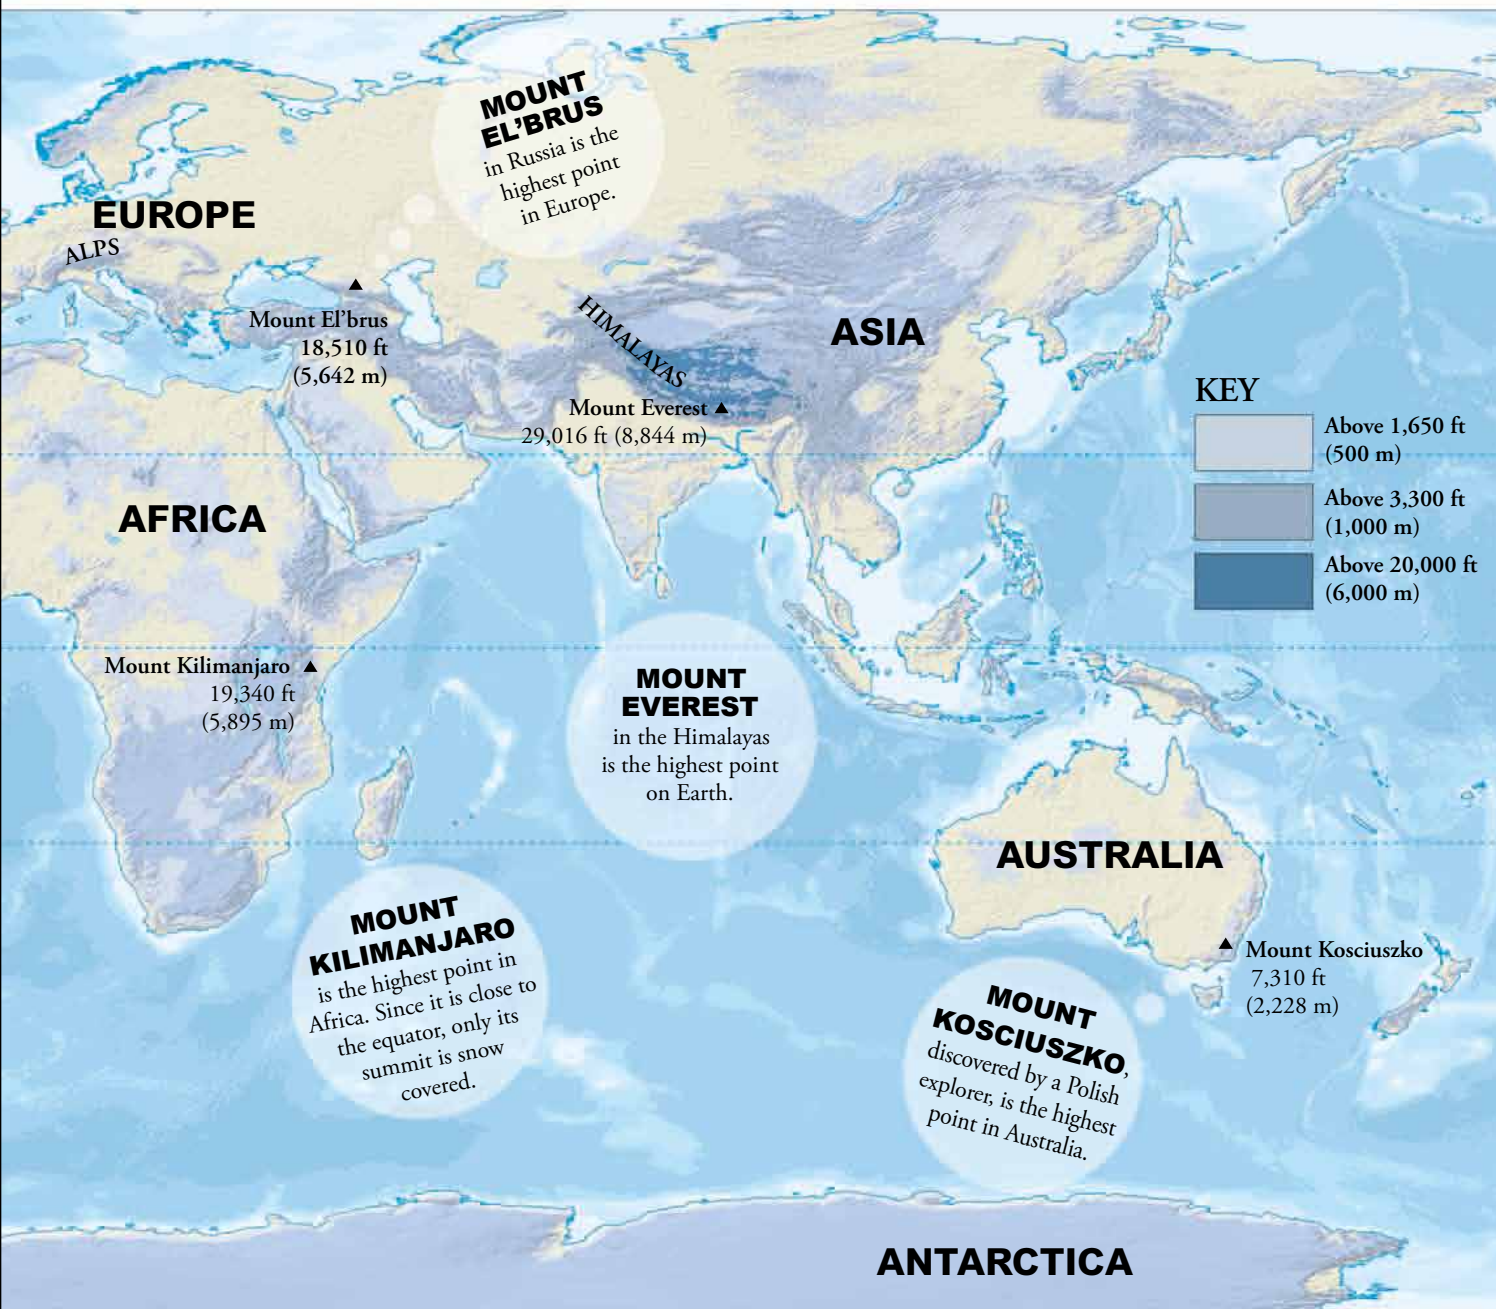 MOUNT
EL’BRUS
in Russia is the
highest point
in Europe.
EUROPE
ALPS
Mount El’brus
18,510 ft
(5,642 m)
HIMALAYAS
ASIA
Mount Everest
29,016 ft (8,844 m)
KEY
Above 1,650 ft
(500 m)
Above 3,300 ft
(1,000 m)
Above 20,000 ft
(6,000 m)
AFRICA
Mount Kilimanjaro
19,340 ft
(5,895 m)
MOUNT
EVEREST
in the Himalayas
is the highest point
on Earth.
AUSTRALIA
MOUNT
KILIMANJARO
is the highest point in
Africa. Since it is close to
the equator, only its
summit is snow
covered.
Mount Kosciuszko
7,310 ft
(2,228 m)
MOUNT
KOSCIUSZKO,
discovered by a Polish
explorer, is the highest
point in Australia.
ANTARCTICA